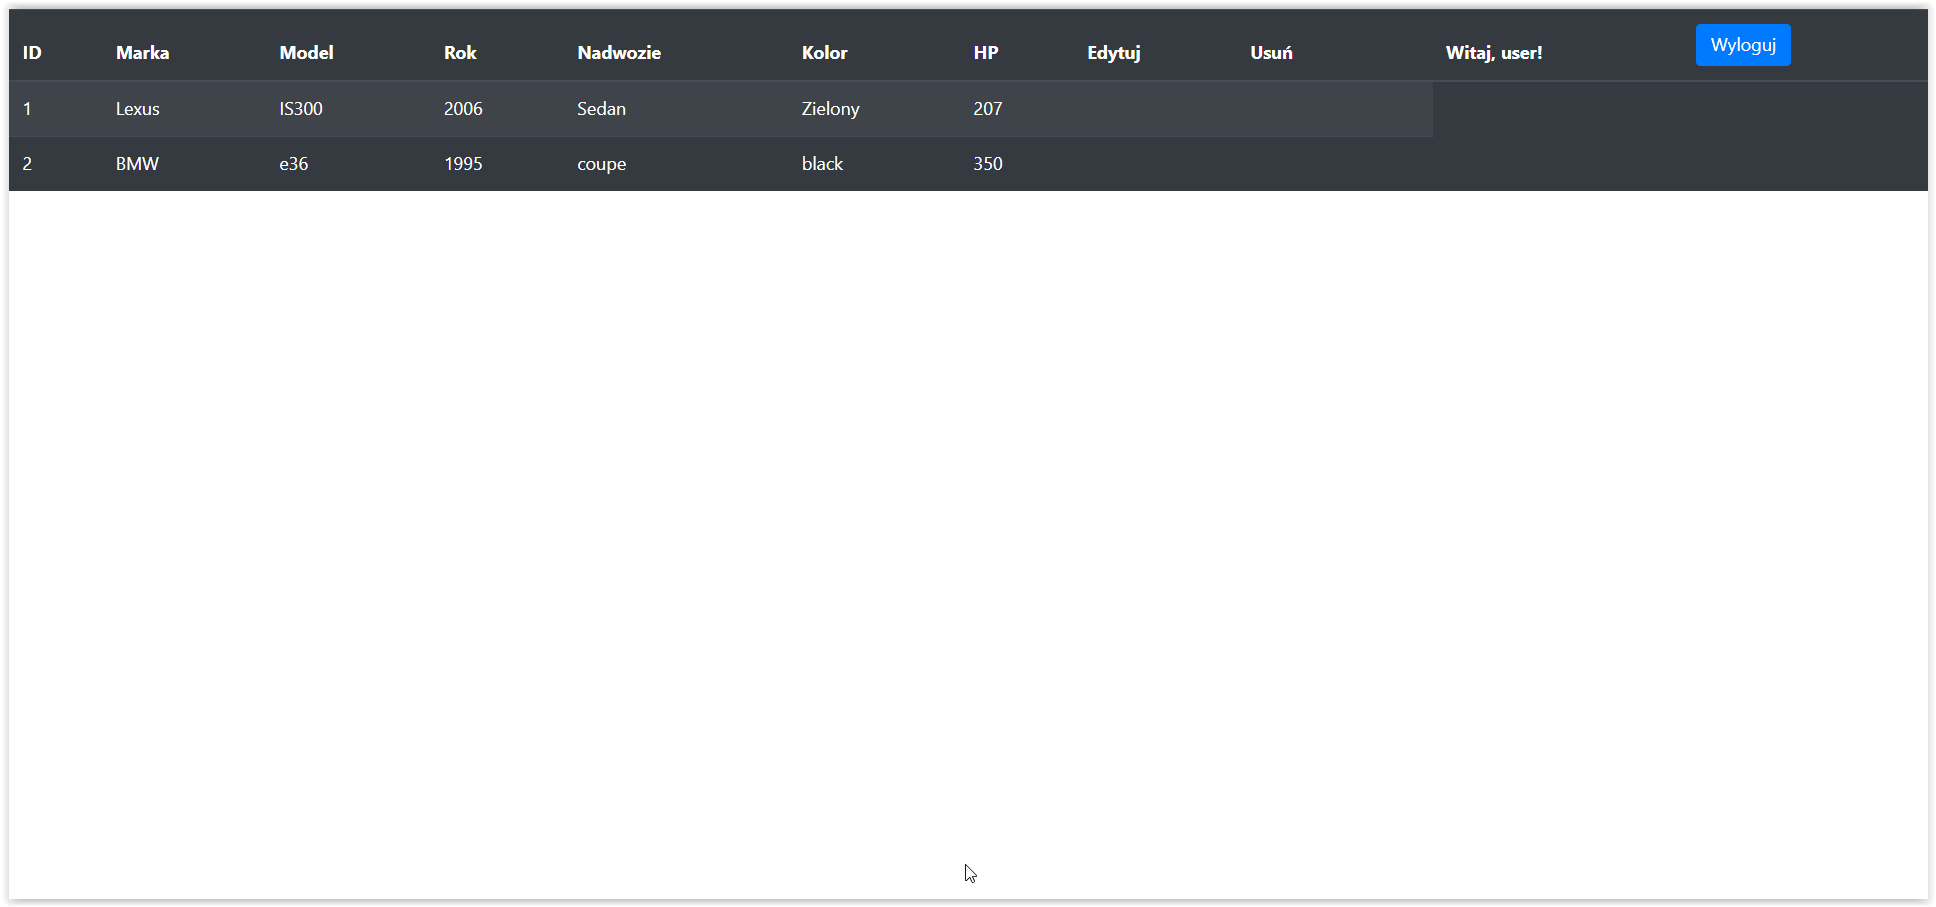 ID Marka Model Rok Nadwozie Kolor HP Edytuj Usuń Witaj, user! Wyloguj
1 Lexus IS300 2006 Sedan Zielony 207
2 BMW e36 1995 coupe black 350